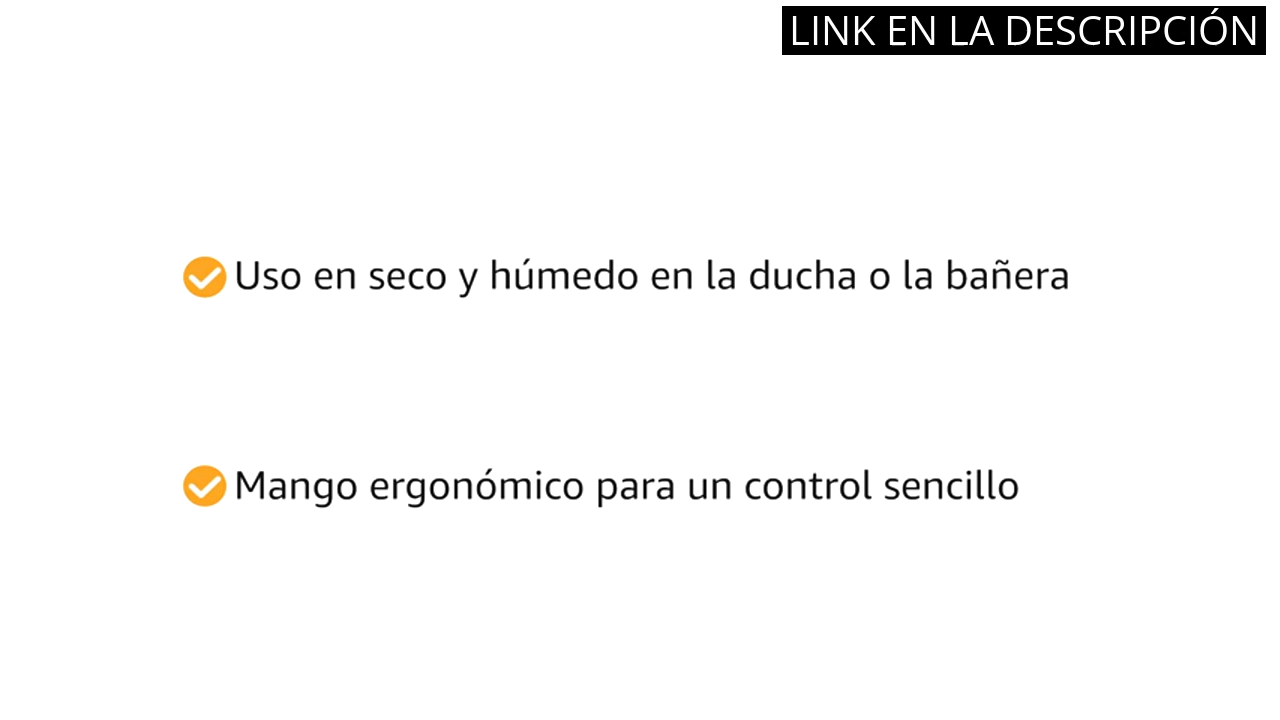 LINK EN LA DESCRIPCIÓN
Uso en seco y húmedo en la ducha o la bañera
Mango ergonómico para un control sencillo